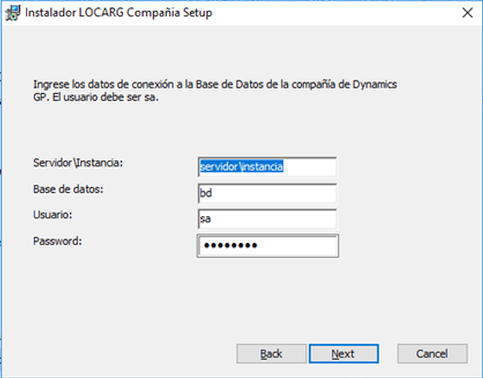 Instalador LOCARG Compañia Setup
Ingrese los datos de conexión a la Base de Datos de la compañía de Dynamics
GP. El usuario debe ser sa.
Servidor\Instancia: servidor\instancia
Base de datos: bd
Usuario: sa
Password: ●●●●●●●●
Back Next Cancel